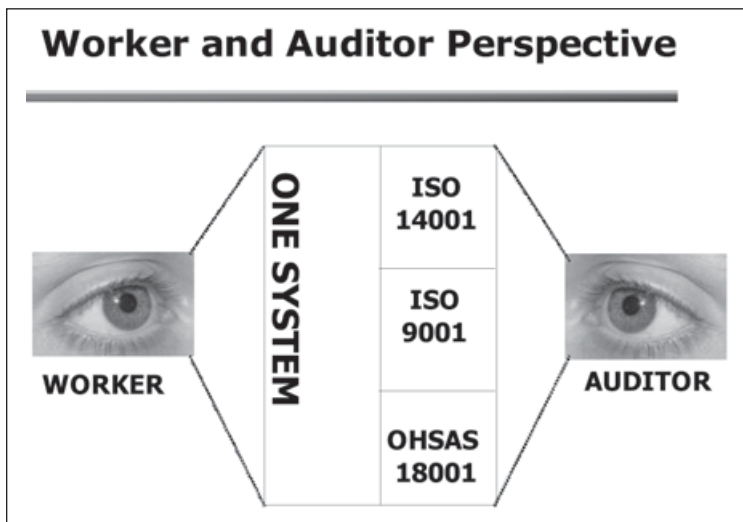 Worker and Auditor Perspective
ONE SYSTEM
ISO
14001
ISO
9001
OHSAS
18001
WORKER
AUDITOR